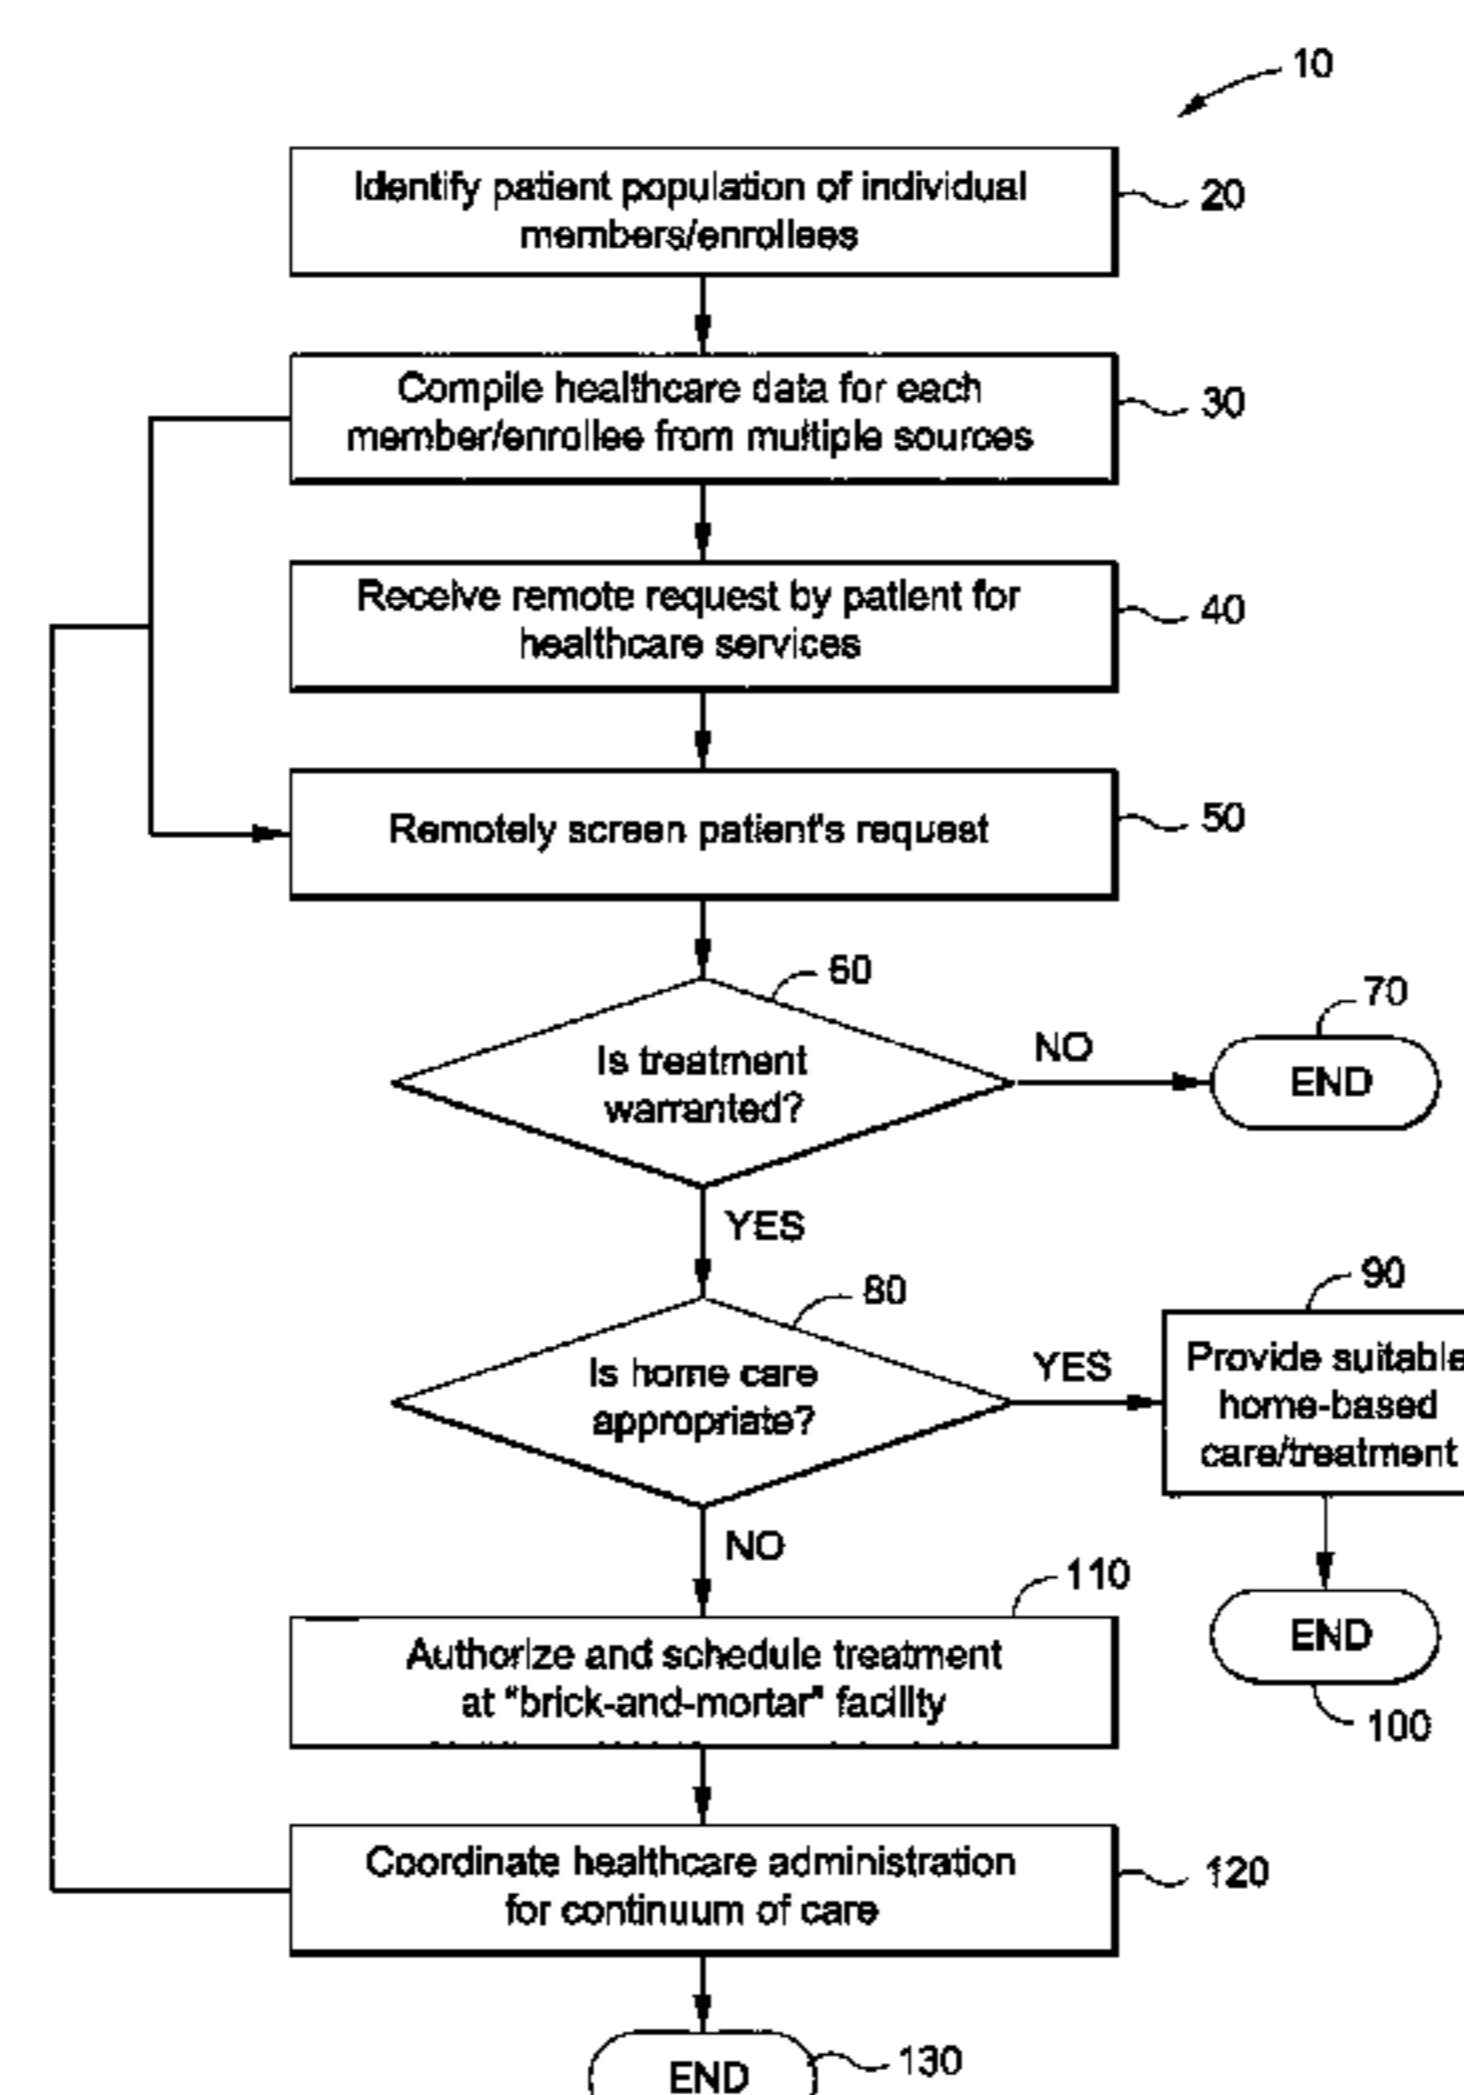 10
Identify patient population of individual
members/enrollees
20
Compile healthcare data for each
member/enrollee from multiple sources
30
Receive remote request by patient for
healthcare services
40
Remotely screen patient's request
50
60
Is treatment
warranted?
NO
70
END
YES
80
Is home care
appropriate?
YES
90
Provide suitable
home-based
care/treatment
NO
110
Authorize and schedule treatment
at "brick-and-mortar" facility
END
100
Coordinate healthcare administration
for continuum of care
120
END
130